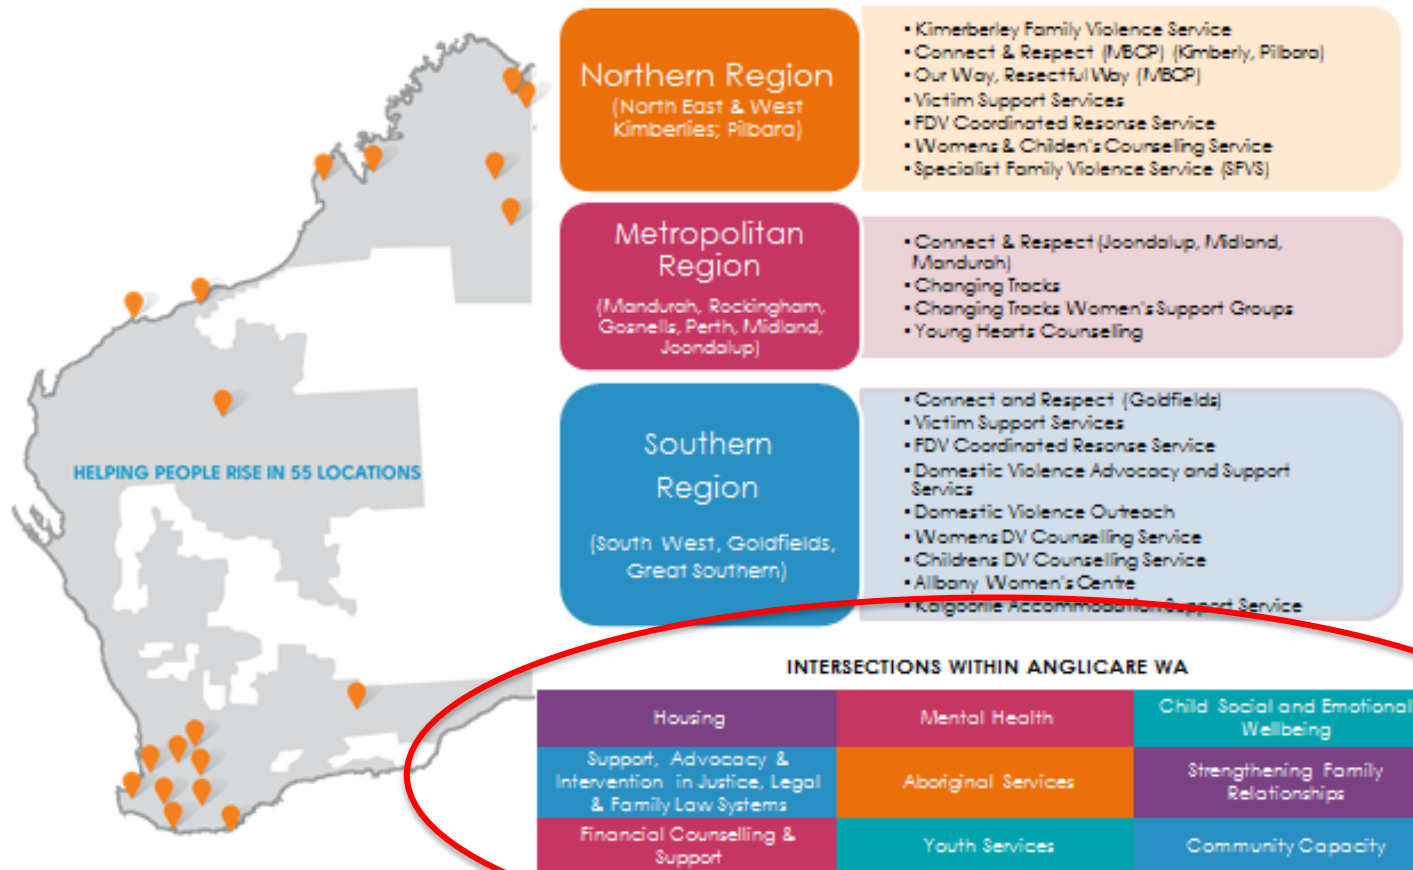 HELPING PEOPLE RISE IN 55 LOCATIONS
Northern Region
(North East & West
Kimberlies; Pilbara)
▪ Kimerberley Family Violence Service
▪ Connect & Respect (MBCP) (Kimberly, Pilbara)
▪ Our Way, Resectful Way (MBCP)
▪ Victim Support Services
▪ FDV Coordinated Resonse Service
▪ Womens & Childen's Counselling Service
▪ Specialist Family Violence Service (SFVS)
Metropolitan
Region
(Mandurah, Rockingham,
Gosnells, Perth, Midland,
Joondalup)
▪ Connect & Respect (Joondalup, Midland,
Mandurah)
▪ Changing Tracks
▪ Changing Tracks Women's Support Groups
▪ Young Hearts Counselling
Southern
Region
(South West, Goldfields,
Great Southern)
▪ Connect and Respect (Goldfields)
▪ Victim Support Services
▪ FDV Coordinated Resonse Service
▪ Domestic Violence Advocacy and Support
Servics
▪ Domestic Violence Outreach
▪ Womens DV Counselling Service
▪ Childrens DV Counselling Service
▪ Albany Women's Centre
▪ Kalgoorlie Accommodation Support Service
INTERSECTIONS WITHIN ANGLICARE WA
Housing
Mental Health
Child Social and Emotional
Wellbeing
Support, Advocacy &
Intervention in Justice, Legal
& Family Law Systems
Aboriginal Services
Strengthening Family
Relationships
Financial Counselling &
Support
Youth Services
Community Capacity